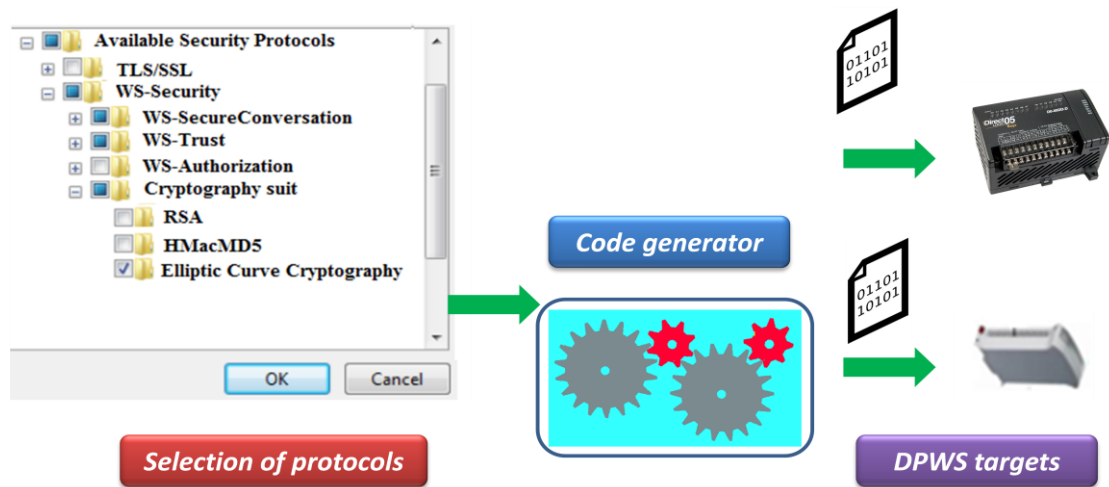 Available Security Protocols
TLS/SSL
WS-Security
WS-SecureConversation
WS-Trust
WS-Authorization
Cryptography suit
RSA
HMacMD5
Elliptic Curve Cryptography
OK
Cancel
Selection of protocols
Code generator
01101
10101
Direct05
01101
10101
DPWS targets